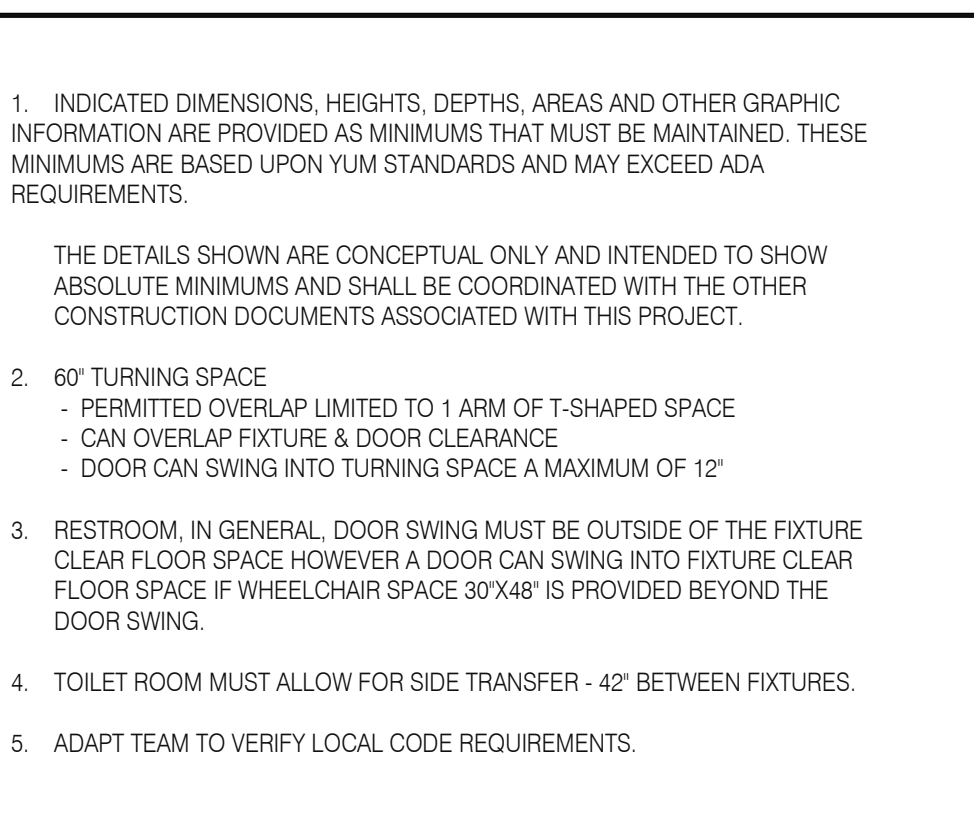 1. INDICATED DIMENSIONS, HEIGHTS, DEPTHS, AREAS AND OTHER GRAPHIC
INFORMATION ARE PROVIDED AS MINIMUMS THAT MUST BE MAINTAINED. THESE
MINIMUMS ARE BASED UPON YUM STANDARDS AND MAY EXCEED ADA
REQUIREMENTS.
THE DETAILS SHOWN ARE CONCEPTUAL ONLY AND INTENDED TO SHOW
ABSOLUTE MINIMUMS AND SHALL BE COORDINATED WITH THE OTHER
CONSTRUCTION DOCUMENTS ASSOCIATED WITH THIS PROJECT.
2. 60" TURNING SPACE
- PERMITTED OVERLAP LIMITED TO 1 ARM OF T-SHAPED SPACE
- CAN OVERLAP FIXTURE & DOOR CLEARANCE
- DOOR CAN SWING INTO TURNING SPACE A MAXIMUM OF 12"
3. RESTROOM, IN GENERAL, DOOR SWING MUST BE OUTSIDE OF THE FIXTURE
CLEAR FLOOR SPACE HOWEVER A DOOR CAN SWING INTO FIXTURE CLEAR
FLOOR SPACE IF WHEELCHAIR SPACE 30"X48" IS PROVIDED BEYOND THE
DOOR SWING.
4. TOILET ROOM MUST ALLOW FOR SIDE TRANSFER - 42" BETWEEN FIXTURES.
5. ADAPT TEAM TO VERIFY LOCAL CODE REQUIREMENTS.